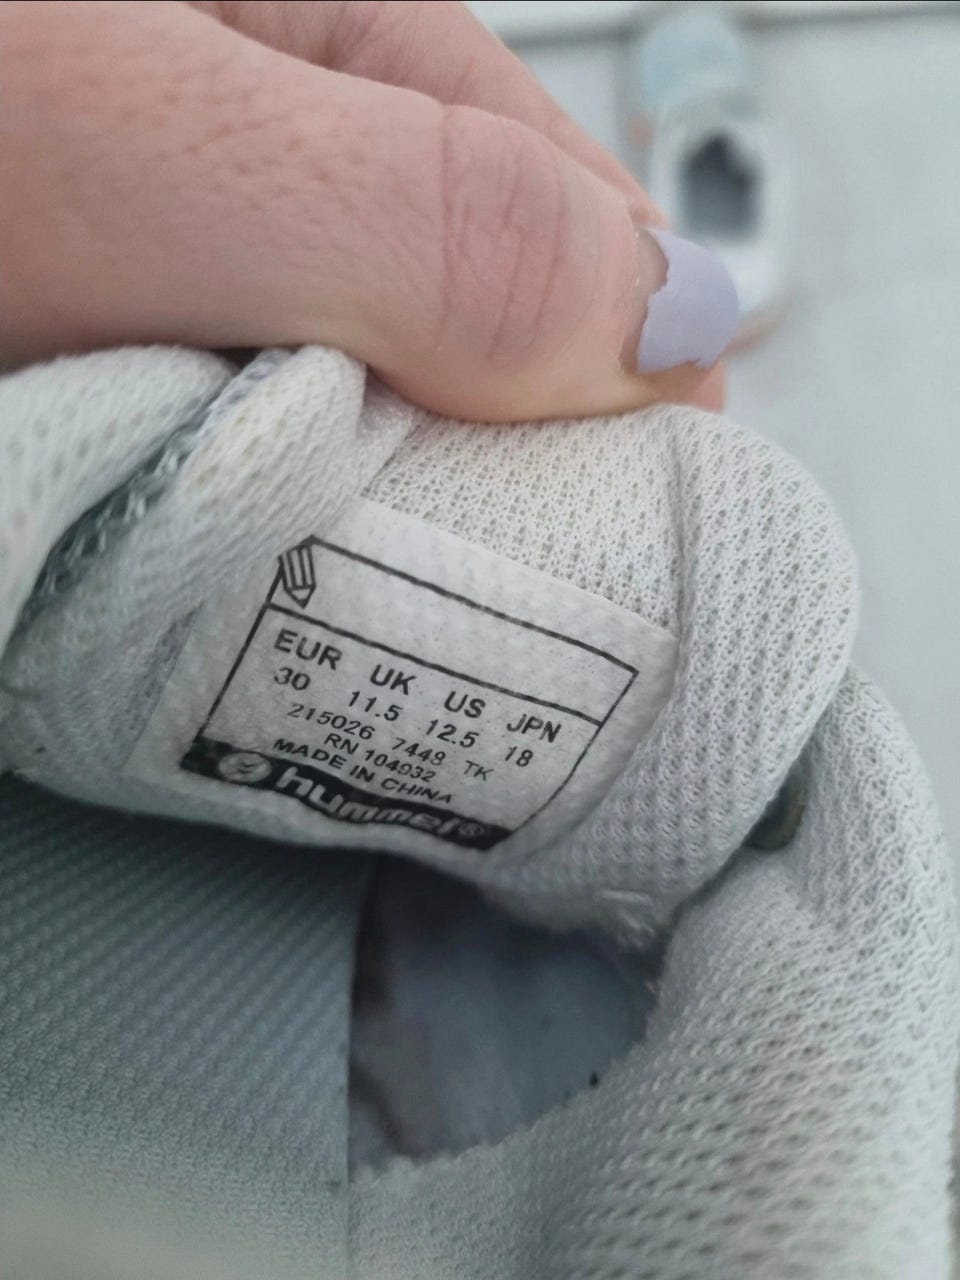 EUR UK US JPN
30 11.5 12.5 18
215026 7448 TK
RN 104932
MADE IN CHINA
hummel®